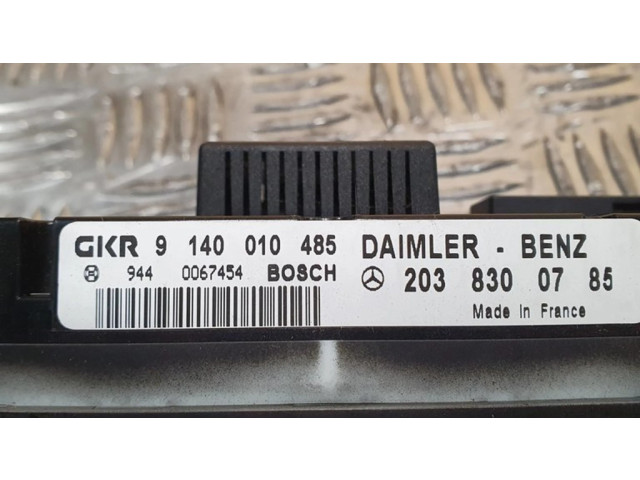 GKR 9 140 010 485 DAIMLER - BENZ
944 0067454 BOSCH 203 830 07 85
Made in France